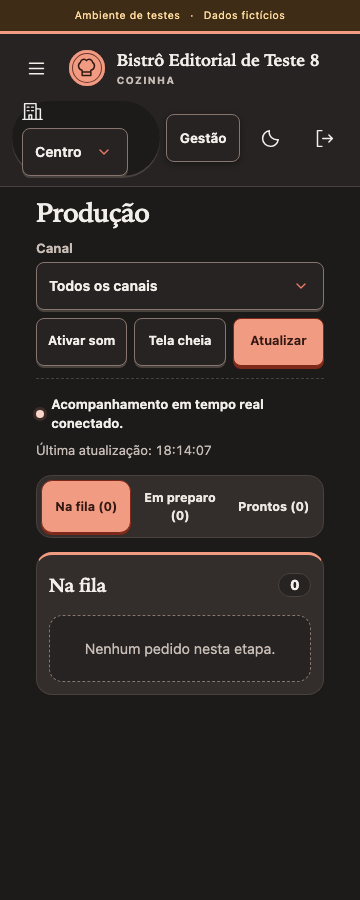 Ambiente de testes · Dados fictícios
Bistrô Editorial de Teste 8
COZINHA
Centro
Gestão
Produção
Canal
Todos os canais
Ativar som
Tela cheia
Atualizar
Acompanhamento em tempo real
conectado.
Última atualização: 18:14:07
Na fila (0)
Em preparo
(0)
Prontos (0)
Na fila
0
Nenhum pedido nesta etapa.